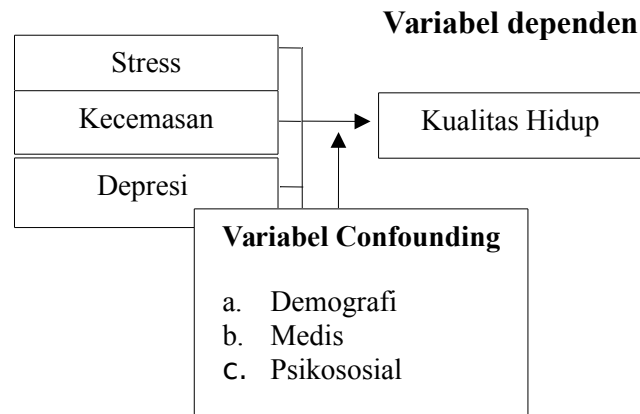 Variabel dependen
Stress
Kecemasan
Kualitas Hidup
Depresi
Variabel Confounding
a. Demografi
b. Medis
c. Psikososial